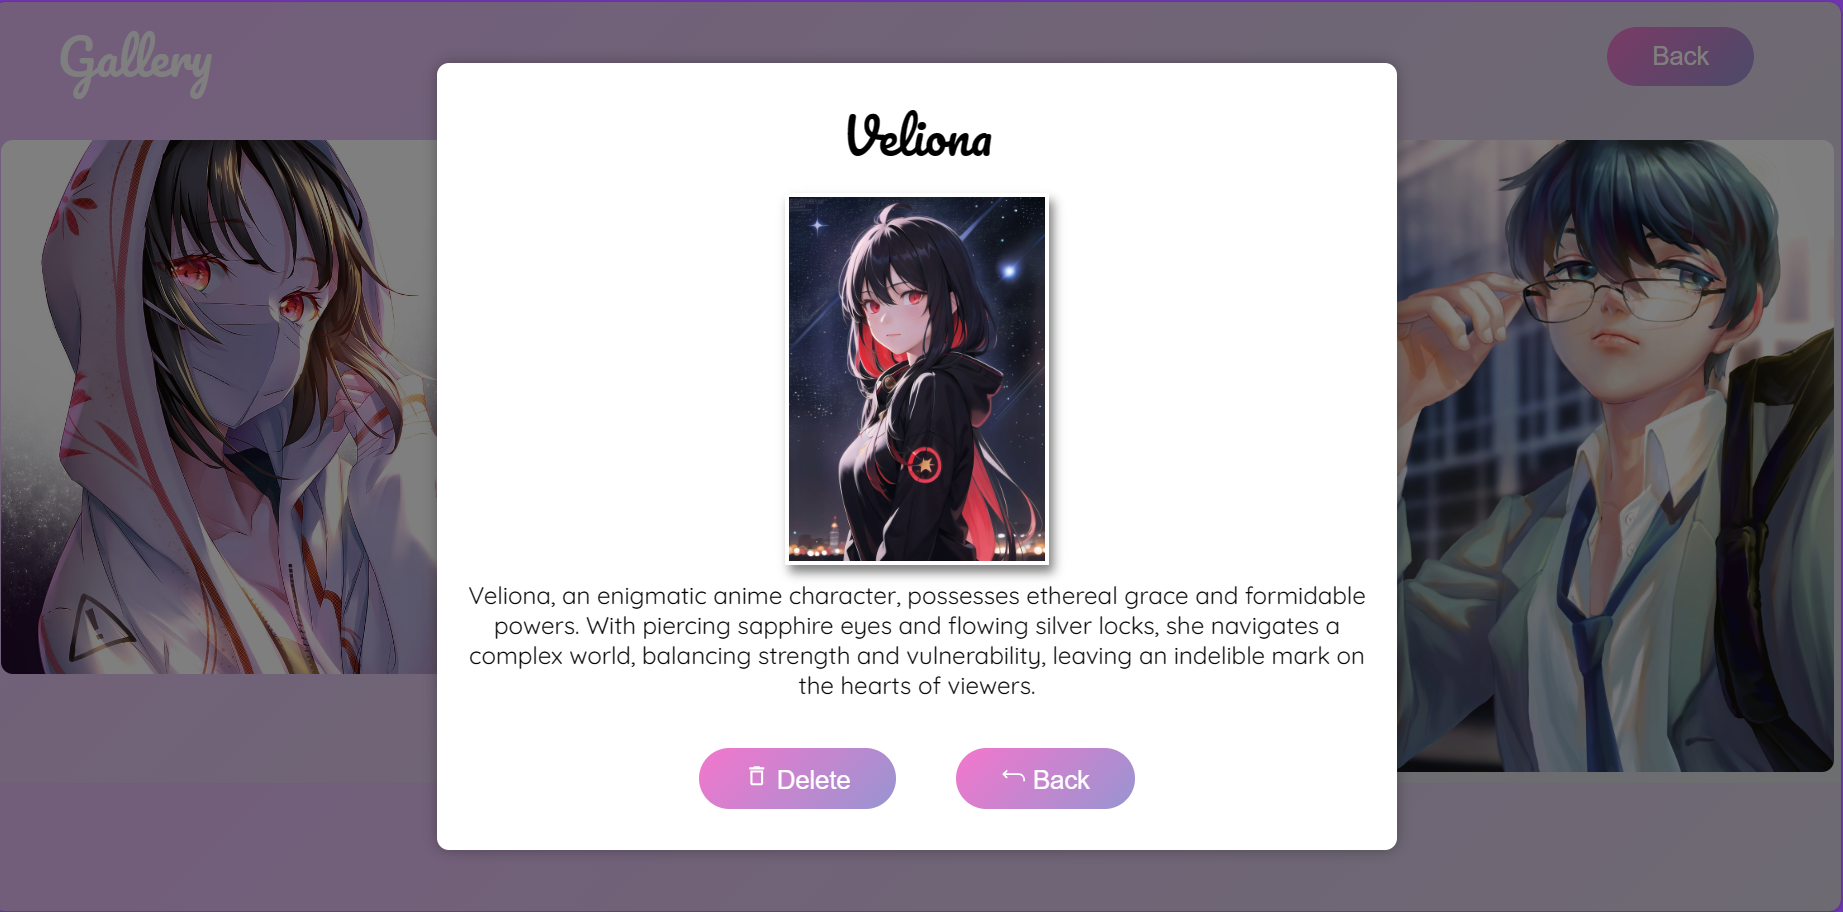 Gallery
Back
Veliona
Veliona, an enigmatic anime character, possesses ethereal grace and formidable
powers. With piercing sapphire eyes and flowing silver locks, she navigates a
complex world, balancing strength and vulnerability, leaving an indelible mark on
the hearts of viewers.
Delete
Back